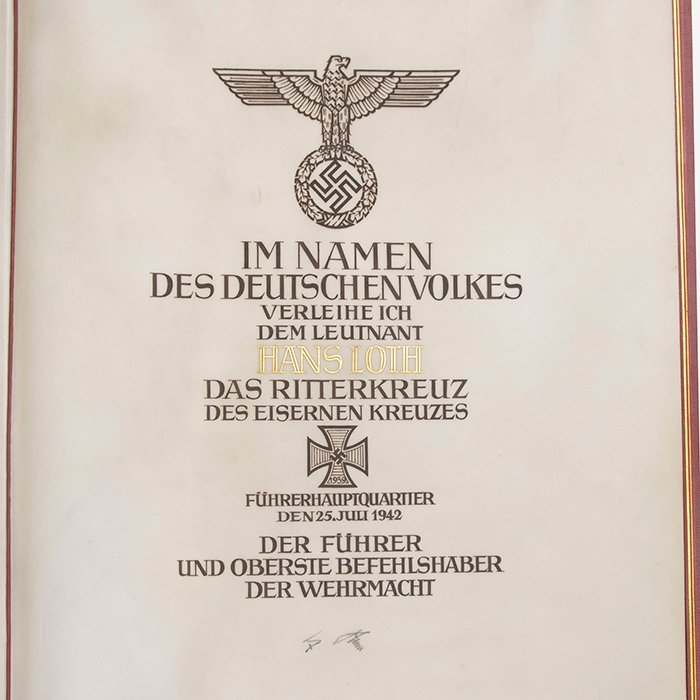 IM NAMEN
DES DEUTSCHEN VOLKES
VERLEIHE ICH
DEM LEUTNANT
HANS LOTH
DAS RITTERKREUZ
DES EISERNEN KREUZES
1939
FÜHRERHAUPTQUARTIER
DEN 25. JULI 1942
DER FÜHRER
UND OBERSTE BEFEHLSHABER
DER WEHRMACHT